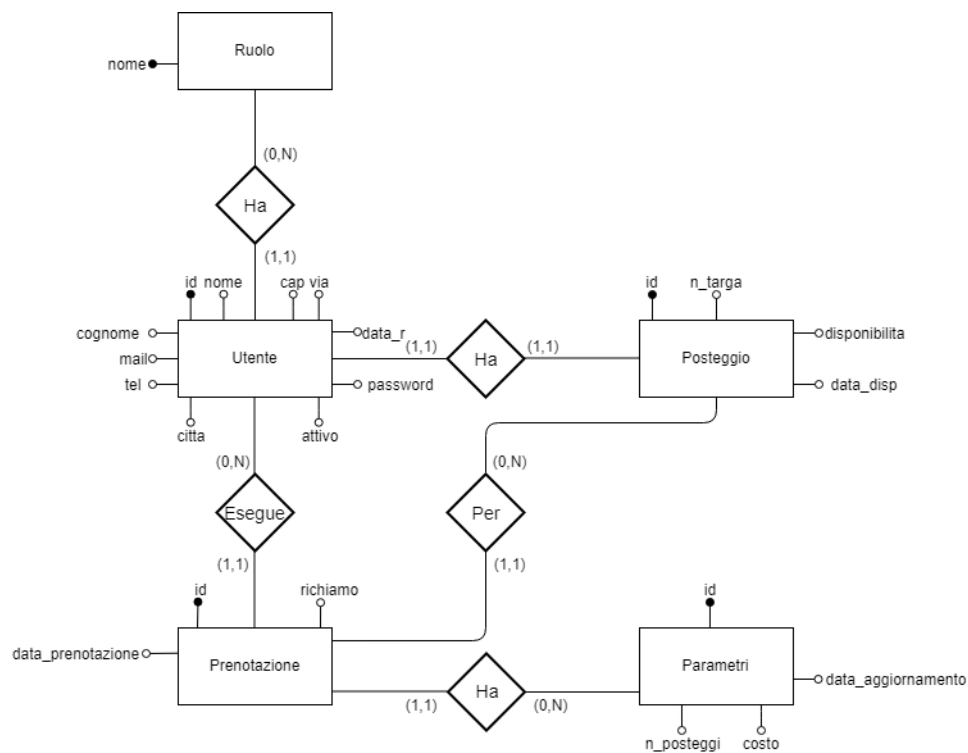 Ruolo
nome
(0,N)
Ha
(1,1)
id nome cap via
id n_targa
cognome
data_r
disponibilita
Utente
(1,1)
Ha
(1,1)
Posteggio
mail
tel
password
data_disp
citta
attivo
(0,N)
(0,N)
Esegue
Per
(1,1)
(1,1)
id
richiamo
id
data_prenotazione
Prenotazione
Ha
Parametri
data_aggiornamento
(1,1)
(0,N)
n_posteggi
costo